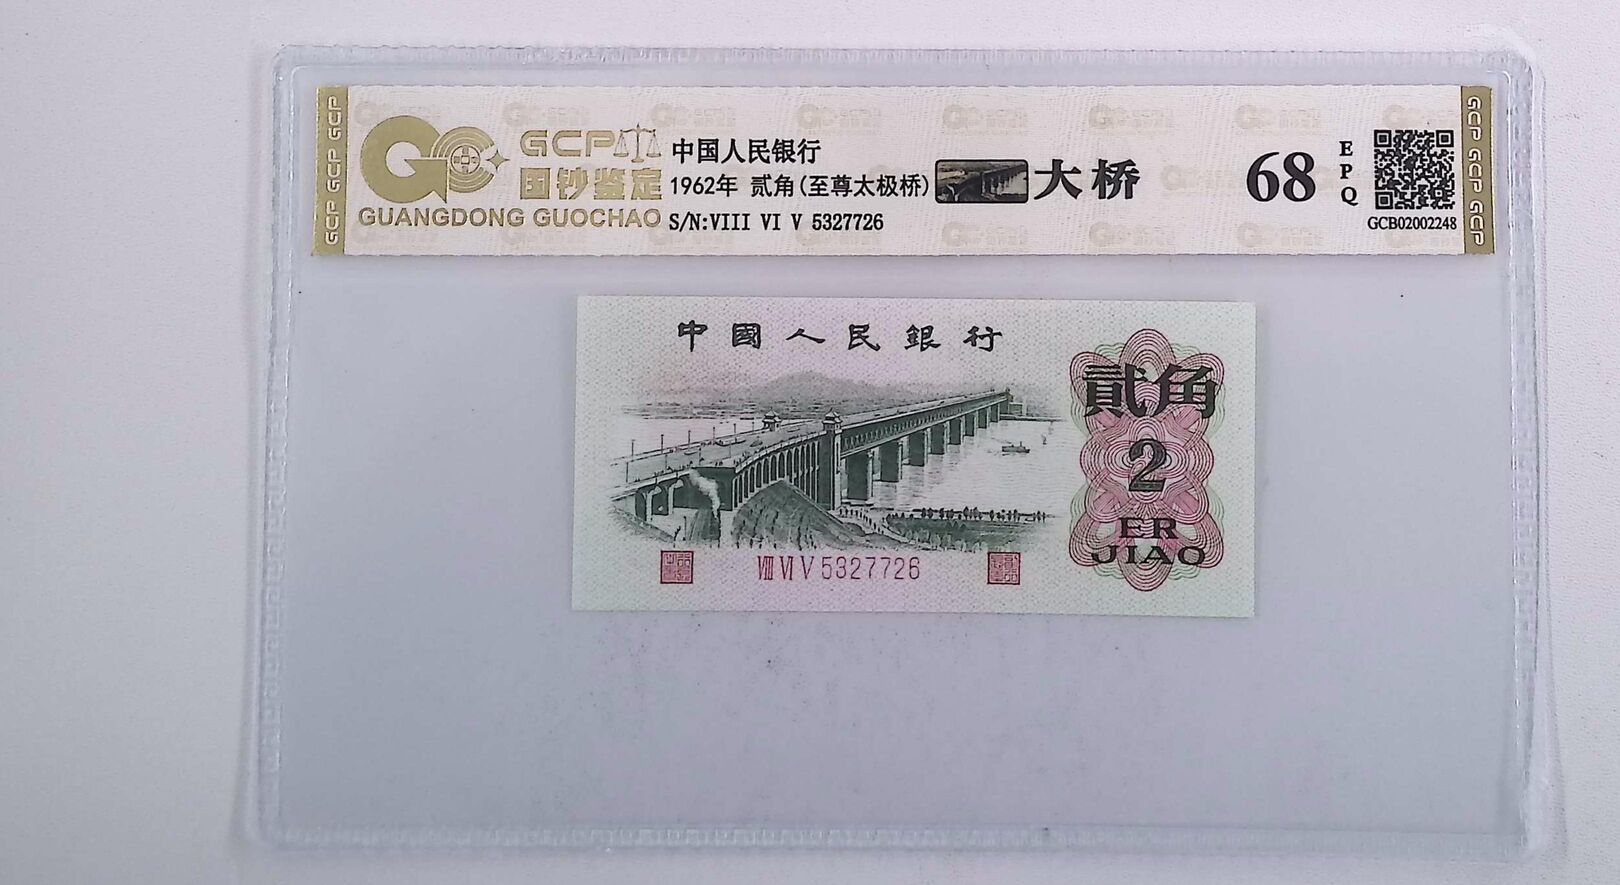 GCP GCP GCP
GCP
国钞鉴定
GUANGDONG GUOCHAO
中国人民银行
1962年 贰角(至尊太极桥)
S/N:VIII VI V 5327726
大桥
68
EPQ
GCB02002248
GCP GCP GCP
中國人民銀行
貳角
2
ER
JIAO
VIII VI V 5327726